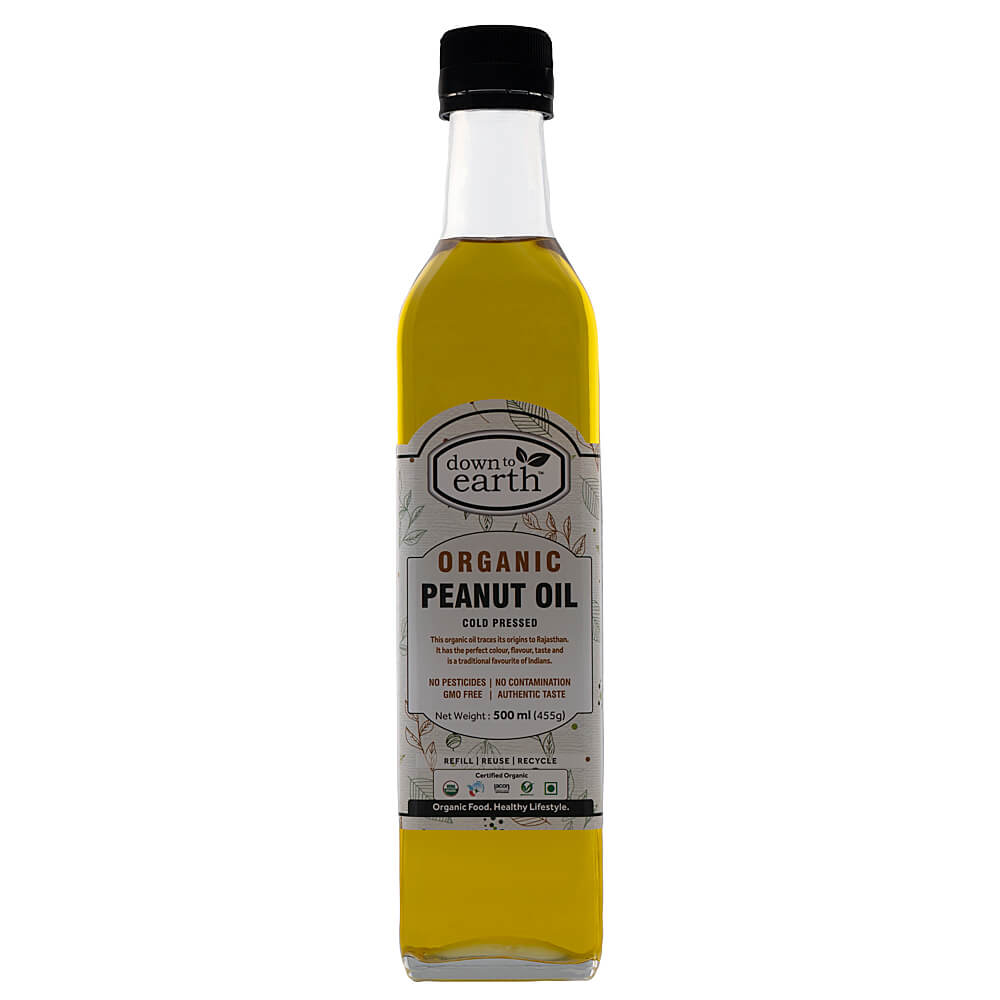 down to
earth™
ORGANIC
PEANUT OIL
COLD PRESSED
This organic oil traces its origins to Rajasthan.
It has the perfect colour, flavour, taste and
is a traditional favourite of Indians.
NO PESTICIDES | NO CONTAMINATION
GMO FREE | AUTHENTIC TASTE
Net Weight : 500 ml (455g)
REFILL | REUSE | RECYCLE
Certified Organic
lacon
Organic Food. Healthy Lifestyle.